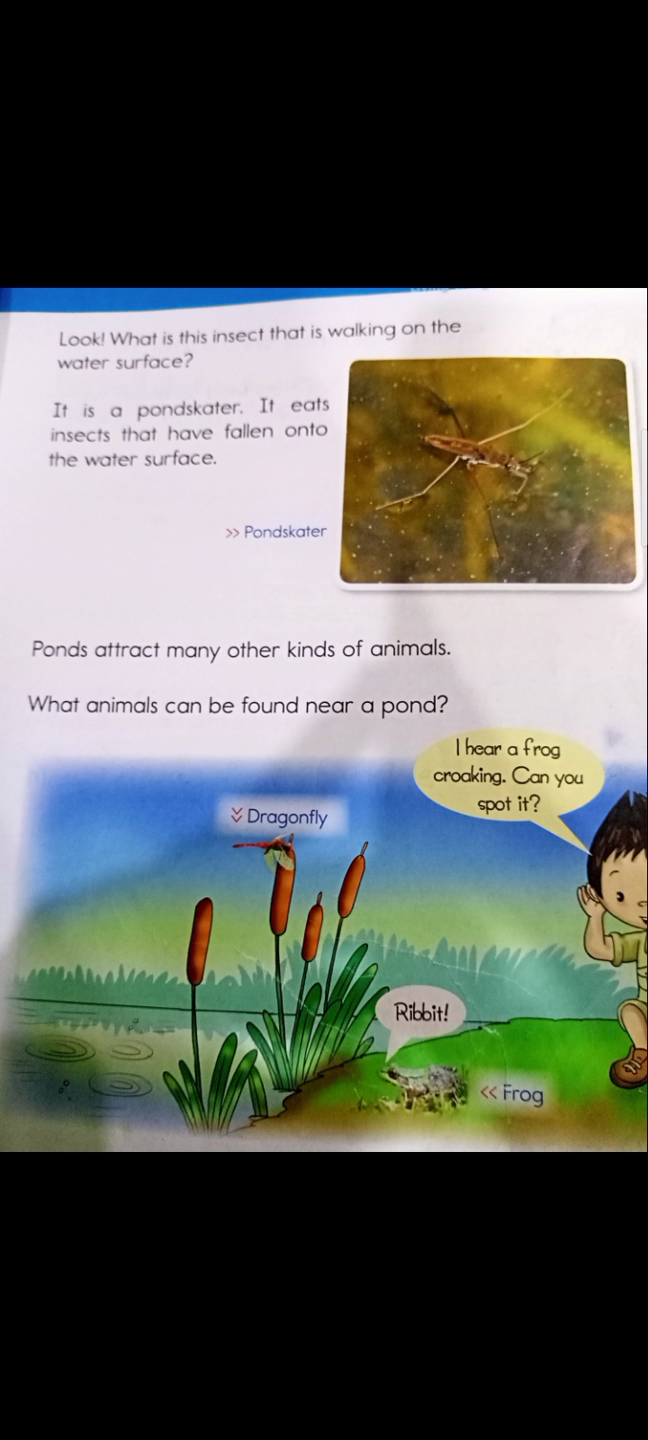 Look! What is this insect that is walking on the
water surface?
It is a pondskater. It eats
insects that have fallen onto
the water surface.
>> Pondskater
Ponds attract many other kinds of animals.
What animals can be found near a pond?
I hear a frog
croaking. Can you
spot it?
Dragonfly
Ribbit!
<< Frog